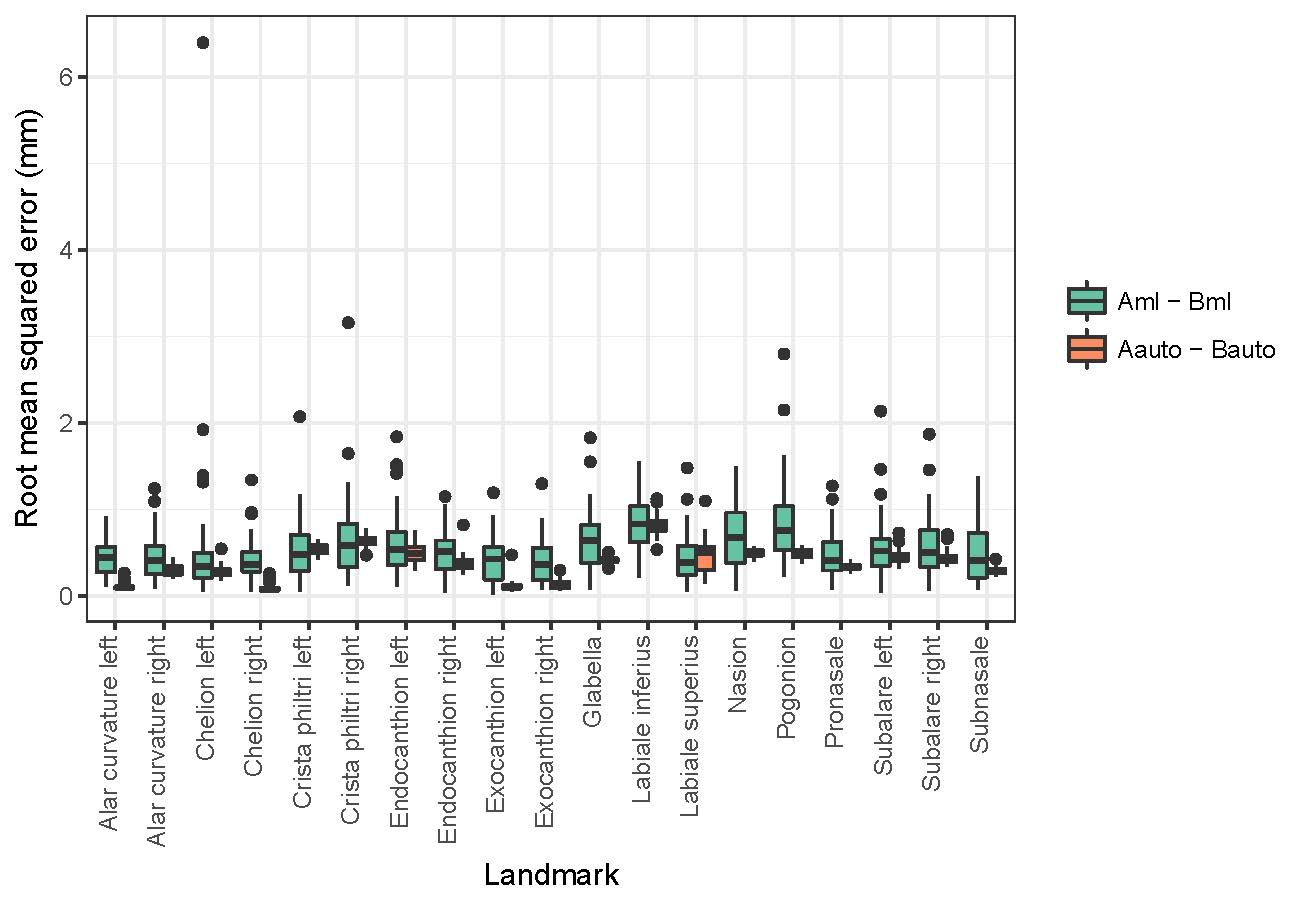 Root mean squared error (mm)
6
4
2
0
Alar curvature left
Alar curvature right
Chelion left
Chelion right
Crista philtri left
Crista philtri right
Endocanthion left
Endocanthion right
Exocanthion left
Exocanthion right
Glabella
Labiale inferius
Labiale superius
Nasion
Pogonion
Pronasale
Subalare left
Subalare right
Subnasale
Landmark
Aml − Bml
Aauto − Bauto